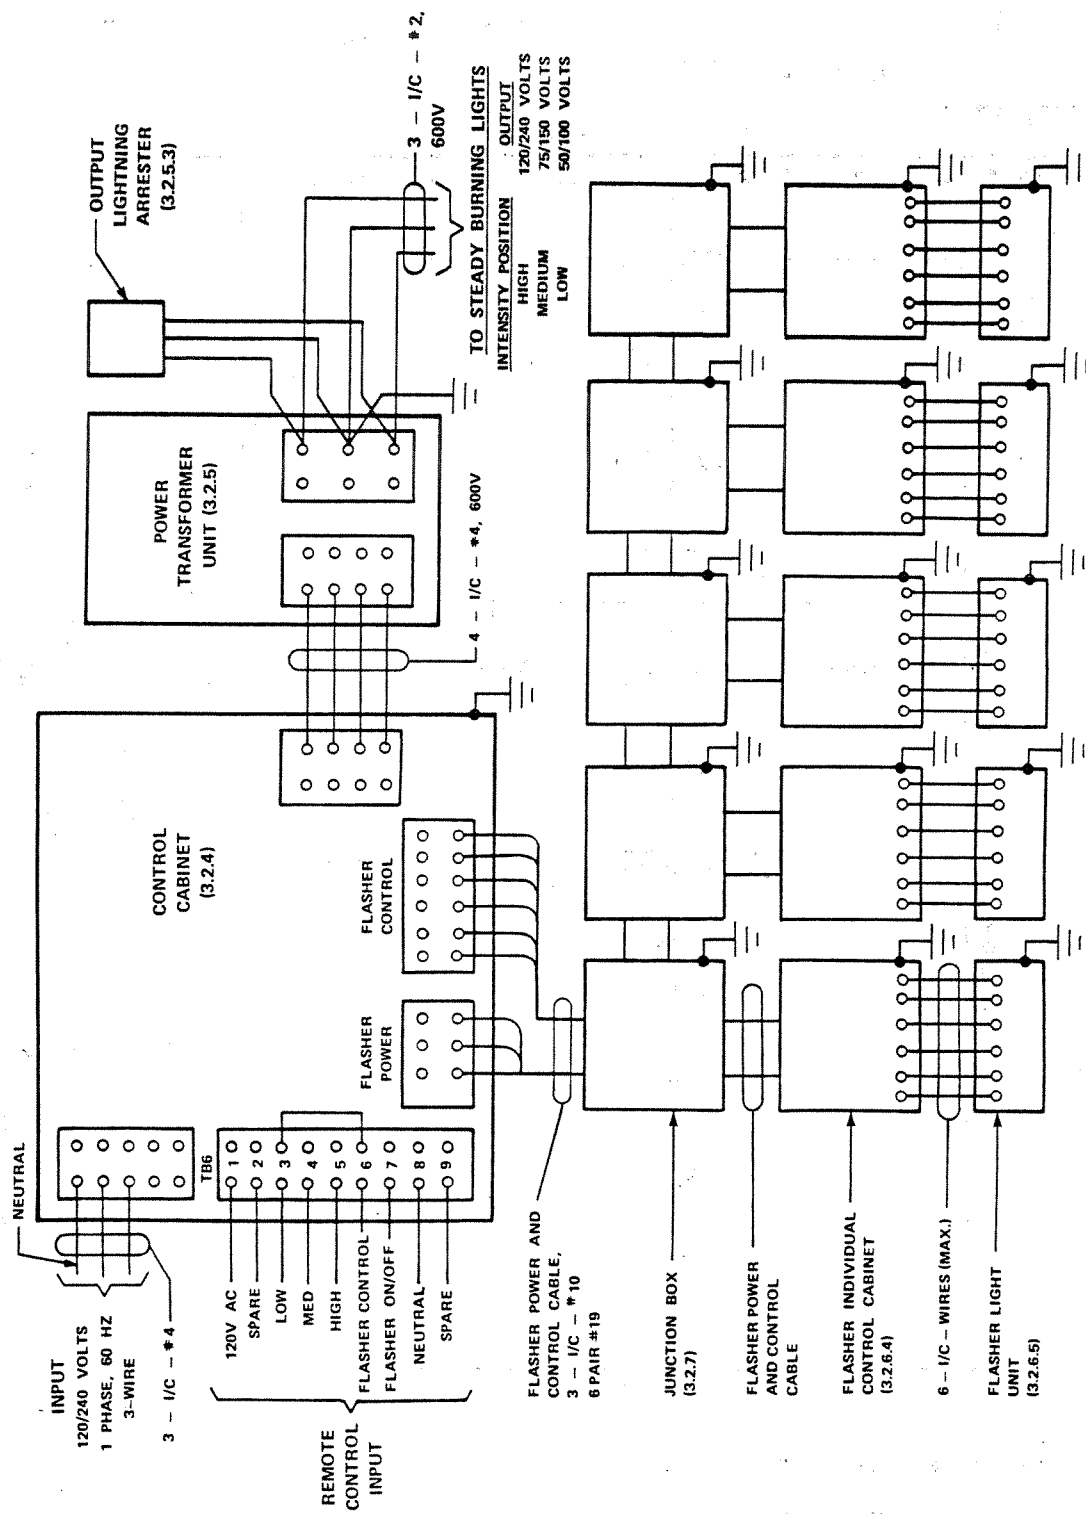 INPUT
120/240 VOLTS
1 PHASE, 60 HZ
3-WIRE
NEUTRAL
3 – I/C – #4
CONTROL
CABINET
(3.2.4)
POWER
TRANSFORMER
UNIT (3.2.5)
OUTPUT
LIGHTNING
ARRESTER
(3.2.5.3)
REMOTE
CONTROL
INPUT
120V AC
SPARE
LOW
MED
HIGH
FLASHER CONTROL
FLASHER ON/OFF
NEUTRAL
SPARE
TB6
1
2
3
4
5
6
7
8
9
FLASHER
POWER
FLASHER
CONTROL
4 – I/C – #4, 600V
3 – I/C – #2,
600V
TO STEADY BURNING LIGHTS
INTENSITY POSITION OUTPUT
HIGH 120/240 VOLTS
MEDIUM 75/150 VOLTS
LOW 50/100 VOLTS
FLASHER POWER AND
CONTROL CABLE,
3 – I/C – #10
6 PAIR #19
JUNCTION BOX
(3.2.7)
FLASHER POWER
AND CONTROL
CABLE
FLASHER INDIVIDUAL
CONTROL CABINET
(3.2.6.4)
6 – I/C – WIRES (MAX.)
FLASHER LIGHT
UNIT
(3.2.6.5)